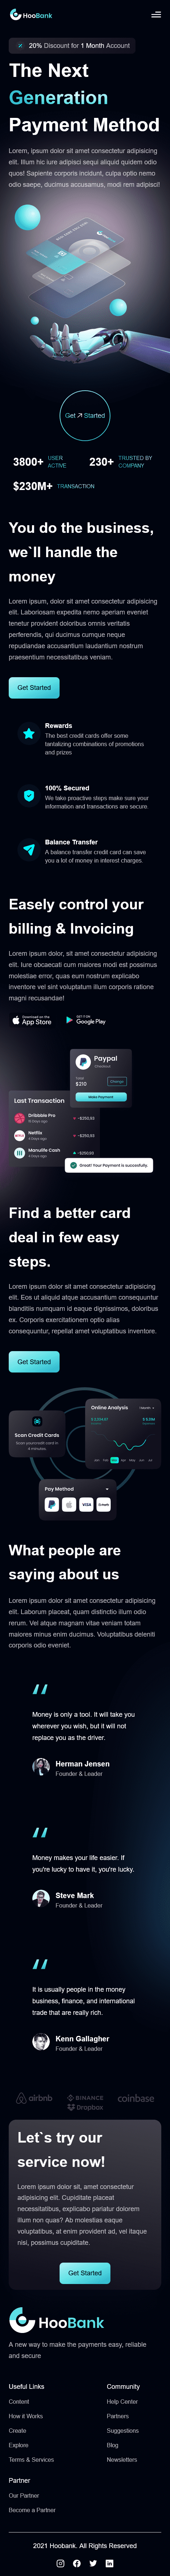 HooBank
20% Discount for 1 Month Account
The Next
Generation
Payment Method
Lorem, ipsum dolor sit amet consectetur adipisicing
elit. Illum hic iure adipisci sequi aliquid quidem odio
quos! Sapiente corporis incidunt, culpa optio nemo
odio saepe, ducimus accusamus, modi rem adipisci!
Get Started
3800+ USER
ACTIVE
230+ TRUSTED BY
COMPANY
$230M+ TRANSACTION
You do the business,
we`ll handle the
money
Lorem, ipsum dolor sit amet consectetur adipisicing
elit. Laboriosam expedita nemo aperiam eveniet
tenetur provident doloribus omnis veritatis
perferendis, qui ducimus cumque neque
repudiandae accusantium laudantium nostrum
praesentium necessitatibus veniam.
Get Started
Rewards
The best credit cards offer some
tantalizing combinations of promotions
and prizes
100% Secured
We take proactive steps make sure your
information and transactions are secure.
Balance Transfer
A balance transfer credit card can save
you a lot of money in interest charges.
Easely control your
billing & Invoicing
Lorem ipsum dolor, sit amet consectetur adipisicing
elit. Iure obcaecati cum molestias non possimus
molestiae error, quas eum nostrum explicabo
inventore vel sint voluptatum illum corporis culpa
magni recusandae!
Download on the
App Store
GET IT ON
Google Play
Paypal
$210
Change
Make Payment
Last Transaction
Dribbble Pro
15 Days ago
-$250,93
Netflix
-$250,93
Manulife Cash
-$250,93
Great! Your Payment is succesfully.
Find a better card
deal in few easy
steps.
Lorem ipsum dolor sit amet consectetur adipisicing
elit. Eos ut aliquid atque accusantium consequatur
blanditiis numquam id eaque dignissimos, doloribus
ex. Corporis exercitationem optio alias
consequuntur, repellat amet voluptatibus inventore.
Get Started
Online Analysis
Scan Credit Cards
Scan yourcredit card in
4 minutes.
Pay Method
VISA
What people are
saying about us
Lorem ipsum dolor sit amet consectetur adipisicing
elit. Laborum placeat, quam distinctio illum odio
rerum. Vel atque magnam vitae veniam totam
maiores minus enim ducimus. Voluptatibus deleniti
corporis odio eveniet.
Money is only a tool. It will take you
wherever you wish, but it will not
replace you as the driver.
Herman Jensen
Founder & Leader
Money makes your life easier. If
you're lucky to have it, you're lucky.
Steve Mark
Founder & Leader
It is usually people in the money
business, finance, and international
trade that are really rich.
Kenn Gallagher
Founder & Leader
airbnb
BINANCE
coinbase
Dropbox
Let`s try our
service now!
Lorem ipsum dolor sit, amet consectetur
adipisicing elit. Cupiditate placeat
necessitatibus, explicabo pariatur dolorem
illum non quas? Ab molestias eaque
voluptatibus, at enim provident ad, vel itaque
nisi, possimus cupiditate.
Get Started
HooBank
A new way to make the payments easy, reliable
and secure
Useful Links
Content
How it Works
Create
Explore
Terms & Services
Community
Help Center
Partners
Suggestions
Blog
Newsletters
Partner
Our Partner
Become a Partner
2021 Hoobank. All Rights Reserved